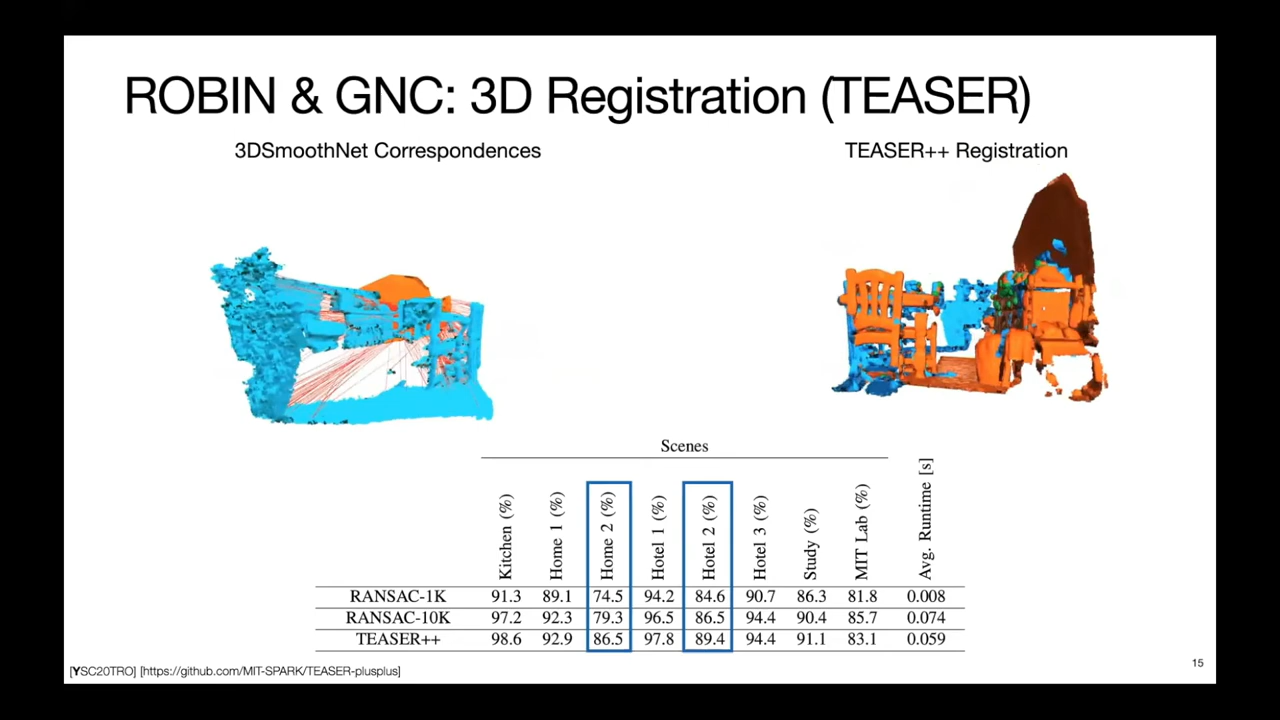 ROBIN & GNC: 3D Registration (TEASER)
3DSmoothNet Correspondences
TEASER++ Registration
Scenes
Kitchen (%) Home 1 (%) Home 2 (%) Hotel 1 (%) Hotel 2 (%) Hotel 3 (%) Study (%) MIT Lab (%) Avg. Runtime [s]
RANSAC-1K 91.3 89.1 74.5 94.2 84.6 90.7 86.3 81.8 0.008
RANSAC-10K 97.2 92.3 79.3 96.5 86.5 94.4 90.4 85.7 0.074
TEASER++ 98.6 92.9 86.5 97.8 89.4 94.4 91.1 83.1 0.059
[YSC20TRO] [https://github.com/MIT-SPARK/TEASER-plusplus]
15